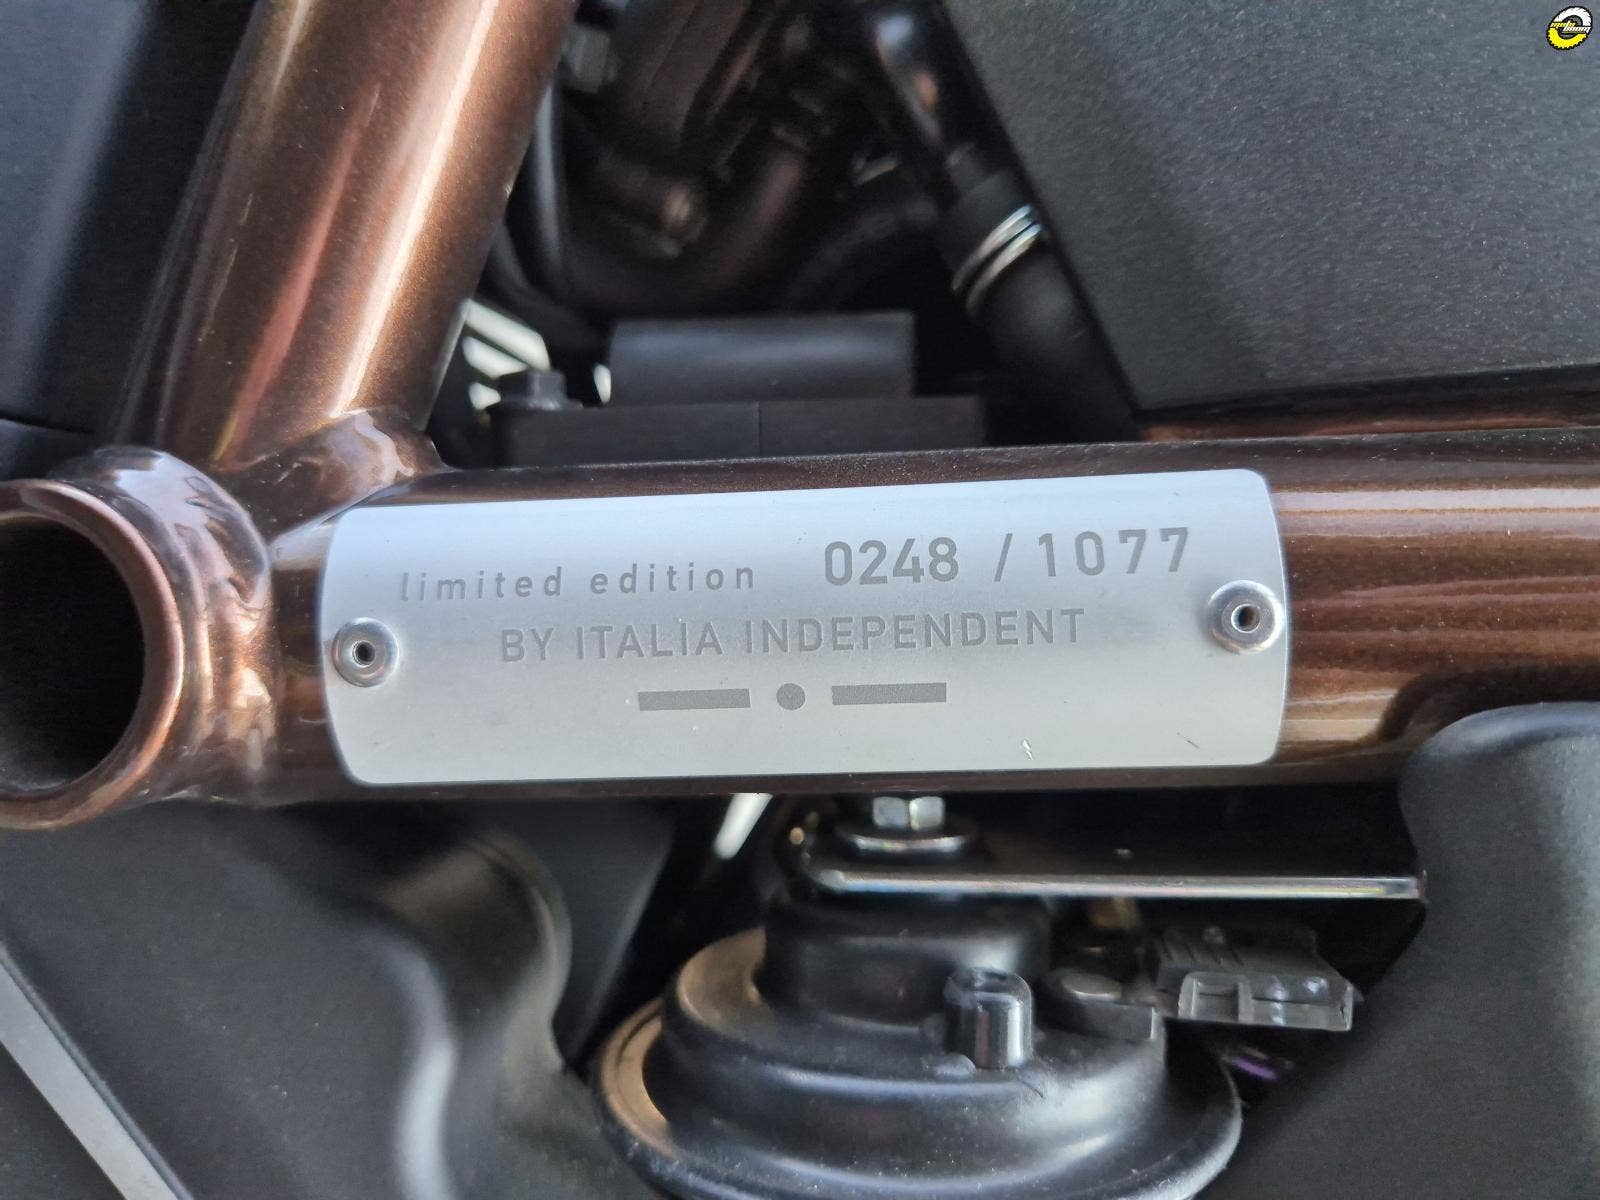 limited edition 0248 / 1077
BY ITALIA INDEPENDENT